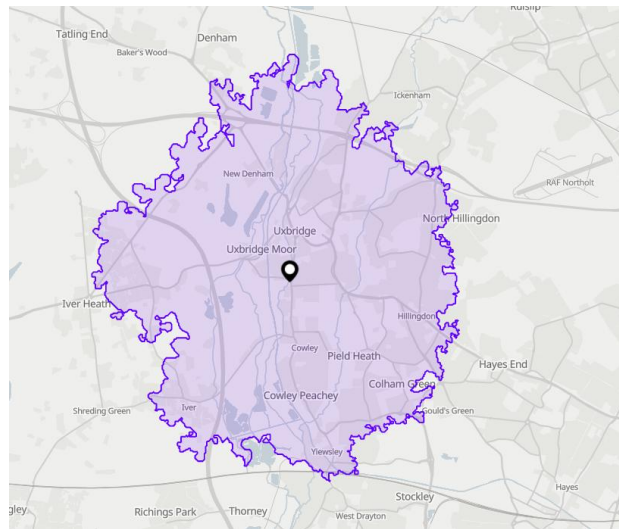 Ruislip
Tatling End
Denham
Baker's Wood
Ickenham
New Denham
RAF Northolt
North Hillingdon
Uxbridge
Uxbridge Moor
Iver Heath
Hillingdon
Cowley
Pield Heath
Hayes End
Colham Green
Cowley Peachey
Shreding Green
Iver
Gould's Green
Yiewsley
Hayes
Stockley
Richings Park
Thorney
West Drayton